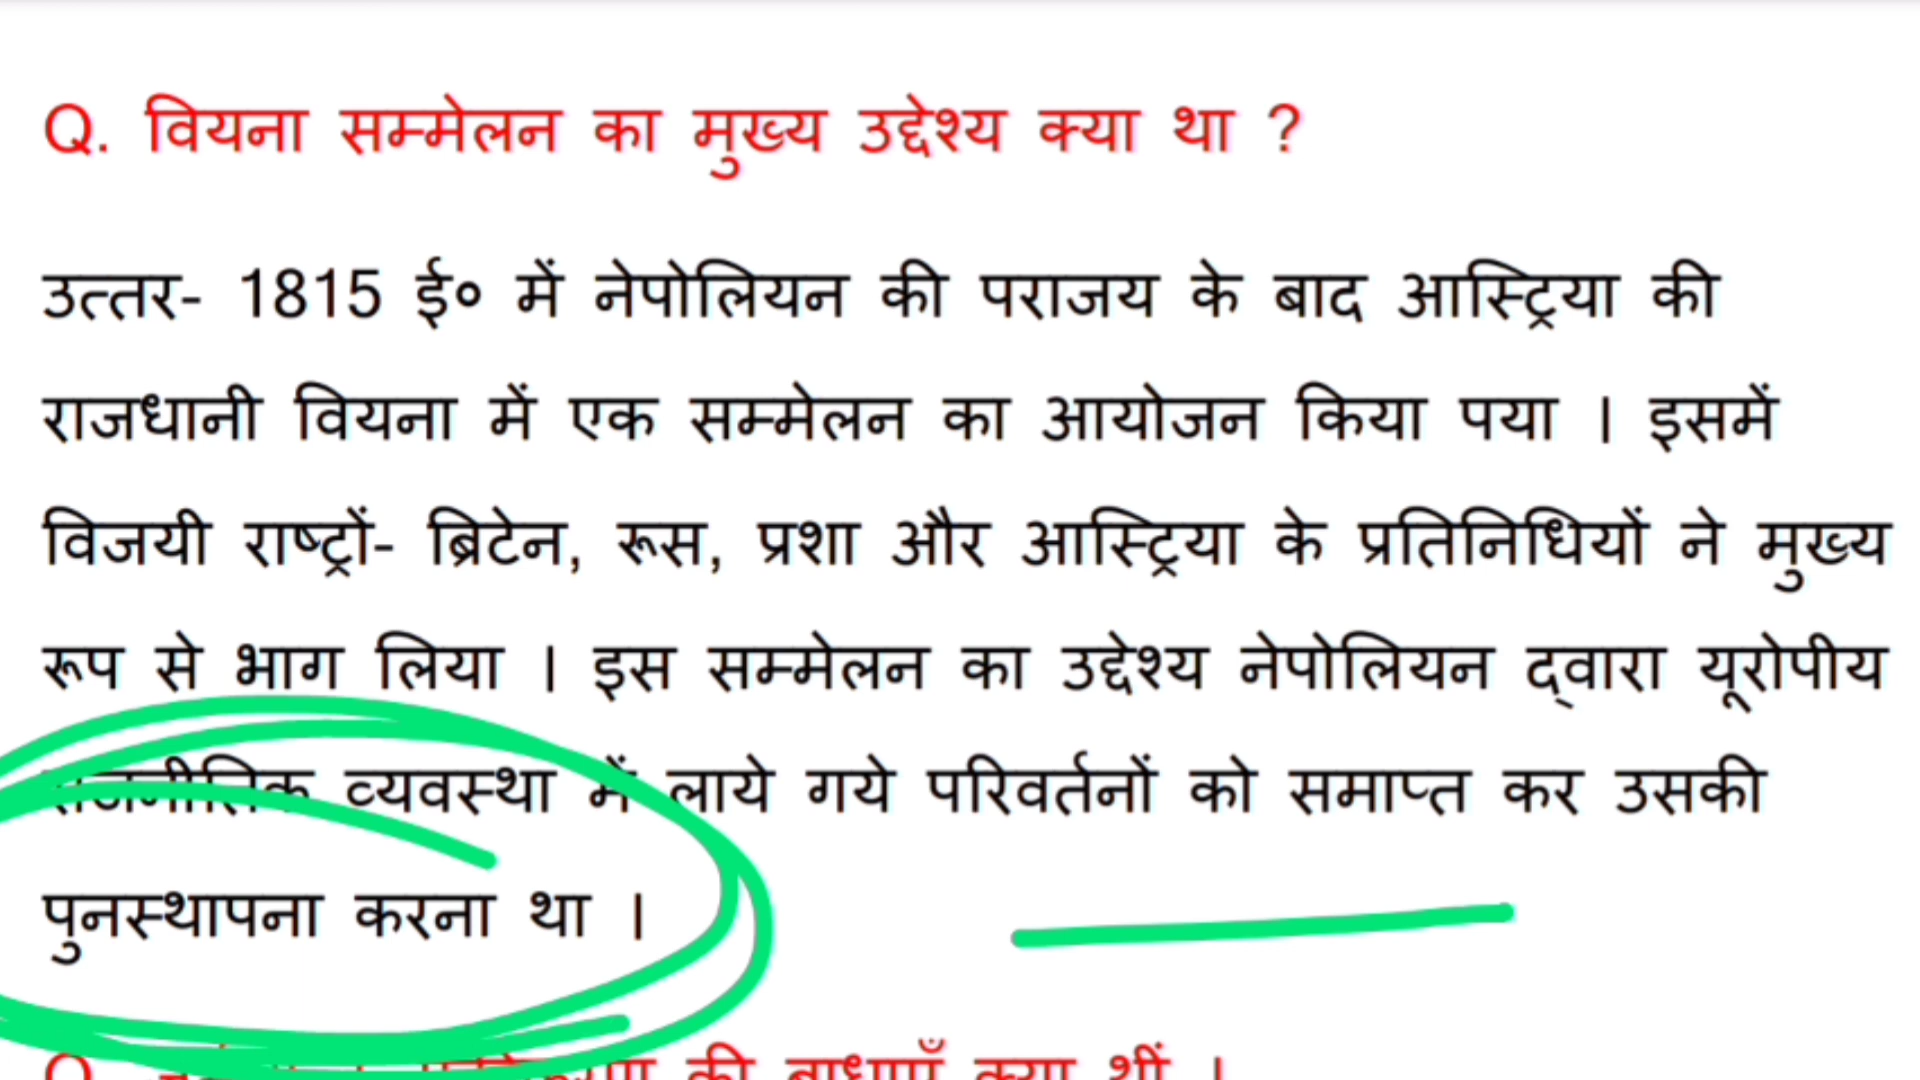 Q. वियना सम्मेलन का मुख्य उद्देश्य क्या था ?
उत्तर- 1815 ई० में नेपोलियन की पराजय के बाद आस्ट्रिया की
राजधानी वियना में एक सम्मेलन का आयोजन किया पया । इसमें
विजयी राष्ट्रों- ब्रिटेन, रूस, प्रशा और आस्ट्रिया के प्रतिनिधियों ने मुख्य
रूप से भाग लिया । इस सम्मेलन का उद्देश्य नेपोलियन द्वारा यूरोपीय
राजनीतिक व्यवस्था में लाये गये परिवर्तनों को समाप्त कर उसकी
पुनस्थापना करना था ।
Q. की बाधाएँ क्या थीं ।